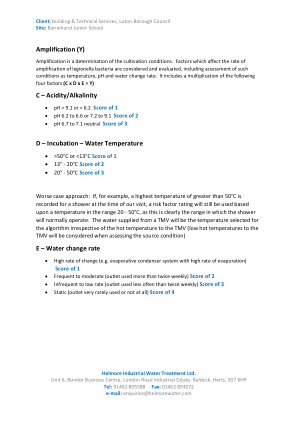 Client: Building & Technical Services, Luton Borough Council
Site: Barnehurst Junior School
Amplification (Y)
Amplification is a determination of the cultivation conditions. Factors which affect the rate of
amplification of legionella bacteria are considered and evaluated, including assessment of such
conditions as temperature, pH and water change rate. It includes a multiplication of the following
four factors (C x D x E = Y)
C – Acidity/Alkalinity
• pH > 9.1 or < 6.2 Score of 1
• pH 6.2 to 6.6 or 7.2 to 9.1 Score of 2
• pH 6.7 to 7.1 neutral Score of 3
D – Incubation – Water Temperature
• >50°C or <13°C Score of 1
• 13° - 20°C Score of 2
• 20° - 50°C Score of 3
Worse case approach: If, for example, a highest temperature of greater than 50°C is
recorded for a shower at the time of our visit, a risk factor rating will still be used based
upon a temperature in the range 20 - 50°C, as this is clearly the range in which the shower
will normally operate. The water supplied from a TMV will be the temperature selected for
the algorithm irrespective of the hot temperature to the TMV (low hot temperatures to the
TMV will be considered when assessing the source condition)
E – Water change rate
• High rate of change (e.g. evaporative condenser system with high rate of evaporation)
Score of 1
• Frequent to moderate (outlet used more than twice weekly) Score of 2
• Infrequent to low rate (outlet used less often than twice weekly) Score of 3
• Static (outlet very rarely used or not at all) Score of 4
Helmore Industrial Water Treatment Ltd.
Unit 6, Bondor Business Centre, London Road Industrial Estate, Baldock, Herts, SG7 6HP
Tel: 01462 895588 Fax: 01462 893872
e-mail: enquiries@helmorewater.com